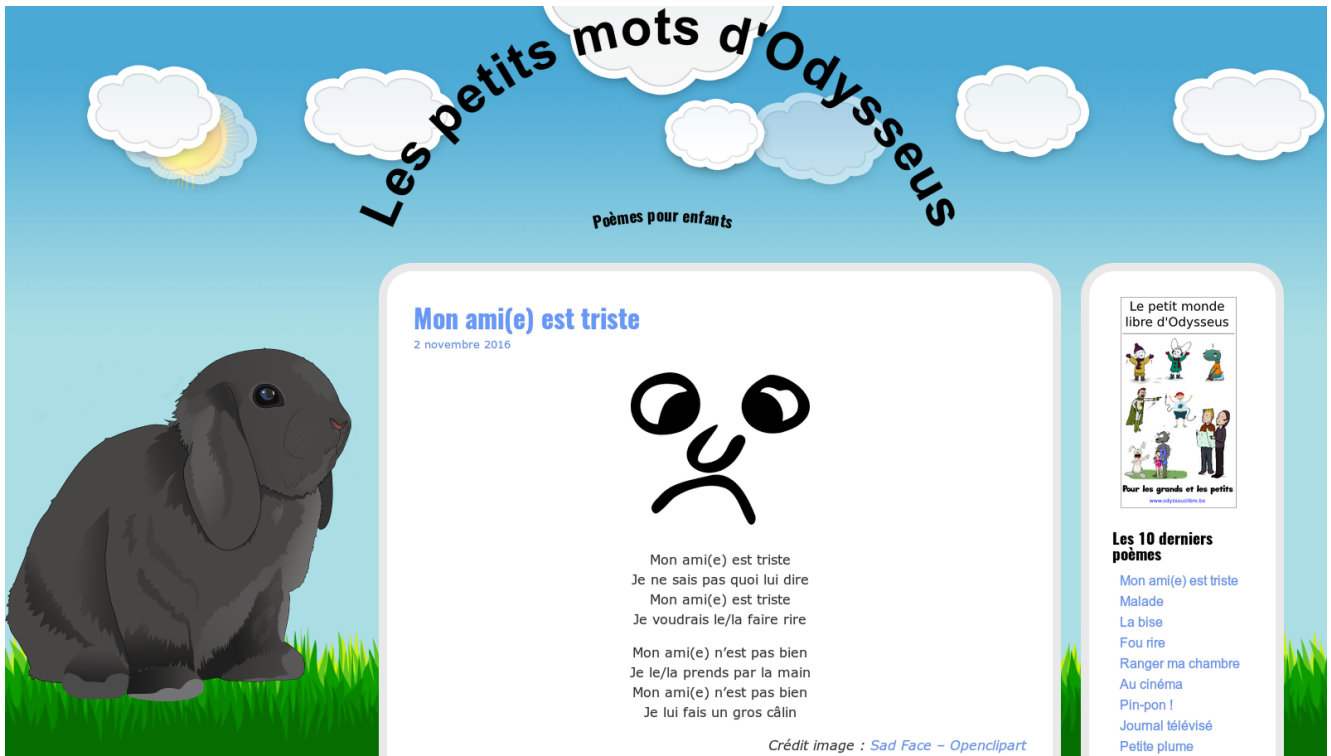 Les petits mots d'Odysseus
Poèmes pour enfants
Mon ami(e) est triste
2 novembre 2016
Mon ami(e) est triste
Je ne sais pas quoi lui dire
Mon ami(e) est triste
Je voudrais le/la faire rire
Mon ami(e) n’est pas bien
Je le/la prends par la main
Mon ami(e) n’est pas bien
Je lui fais un gros câlin
Crédit image : Sad Face – Openclipart
Le petit monde
libre d'Odysseus
Pour les grands et les petits
www.odysseuslibre.be
Les 10 derniers
poèmes
Mon ami(e) est triste
Malade
La bise
Fou rire
Ranger ma chambre
Au cinéma
Pin-pon !
Journal télévisé
Petite plume